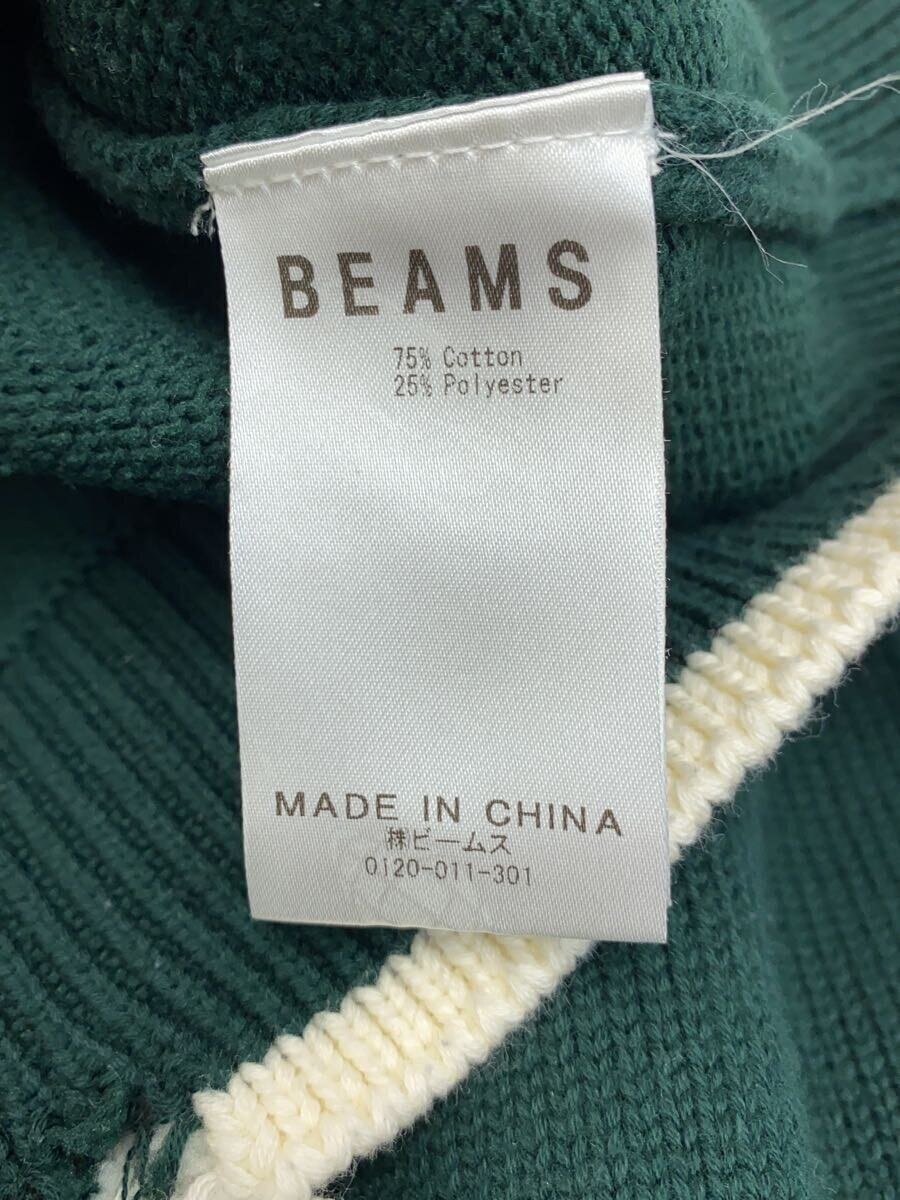 BEAMS
75% Cotton
25% Polyester
MADE IN CHINA
㈱ビームス
0120-011-301